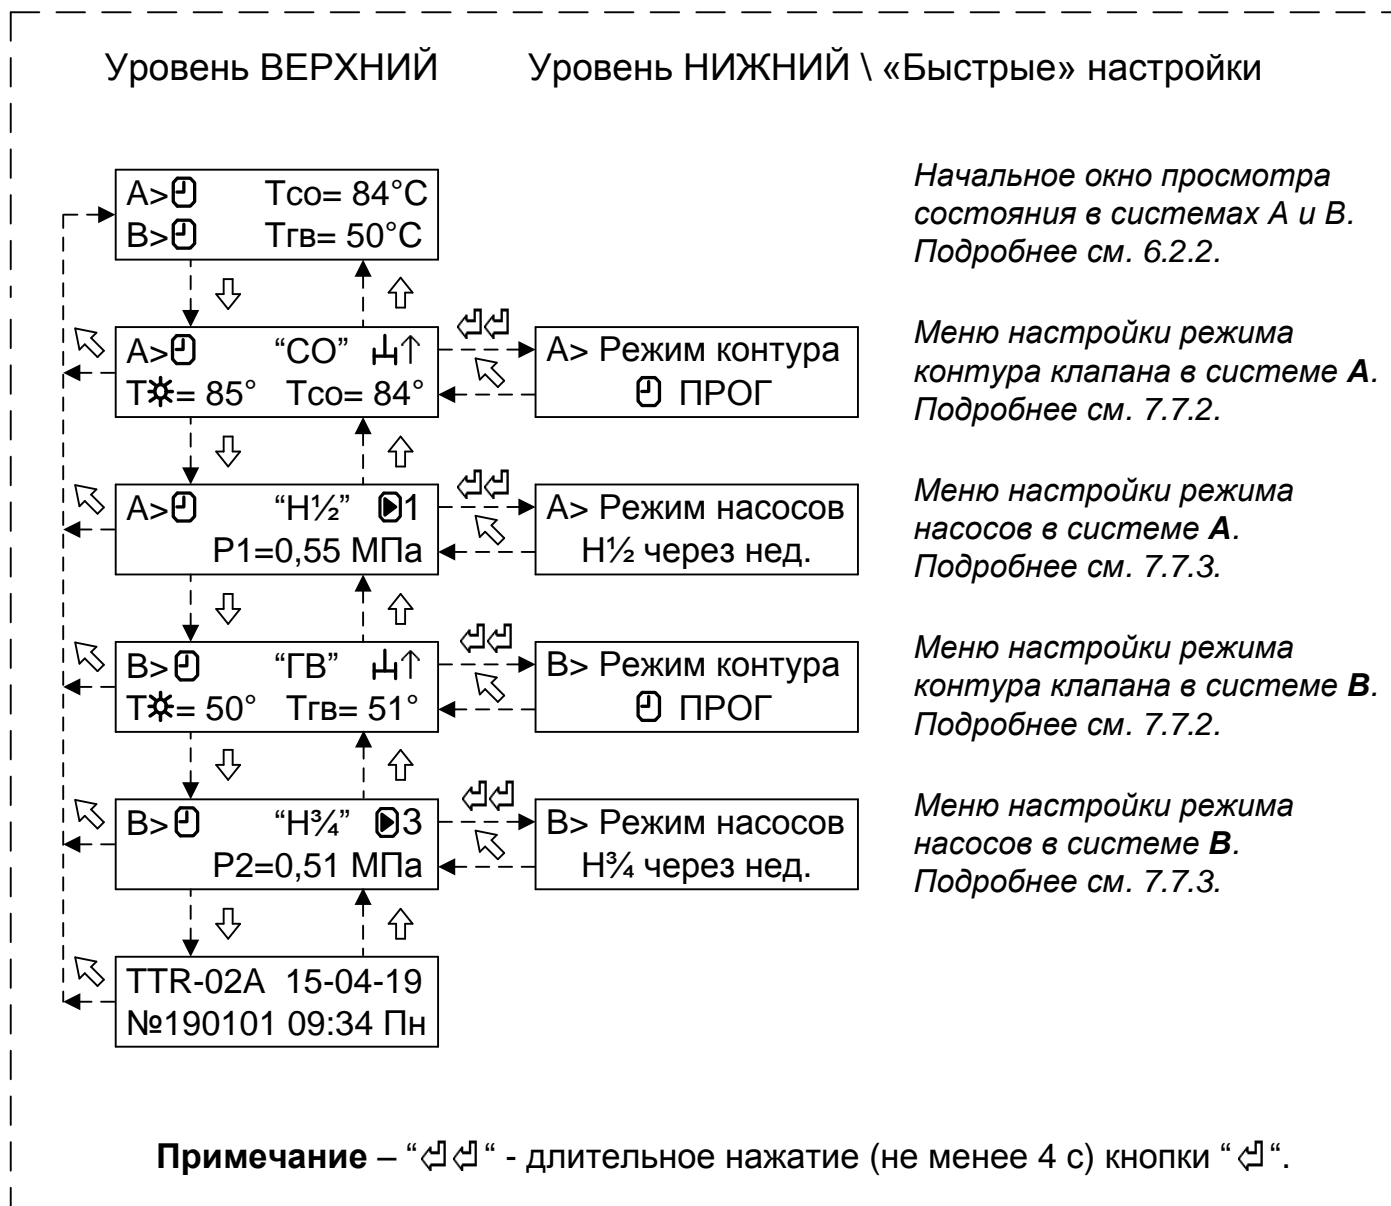 Уровень ВЕРХНИЙ
Уровень НИЖНИЙ \ «Быстрые» настройки
A> Tсо= 84°C
B> Tгв= 50°C
Начальное окно просмотра
состояния в системах А и В.
Подробнее см. 6.2.2.
A> “СО” ↑
T☼= 85° Tсо= 84°
A> Режим контура
ПРОГ
Меню настройки режима
контура клапана в системе А.
Подробнее см. 7.7.2.
A> “Н½” 1
P1=0,55 МПа
A> Режим насосов
Н½ через нед.
Меню настройки режима
насосов в системе А.
Подробнее см. 7.7.3.
B> “ГВ” ↑
T☼= 50° Tгв= 51°
B> Режим контура
ПРОГ
Меню настройки режима
контура клапана в системе В.
Подробнее см. 7.7.2.
B> “Н¾” 3
P2=0,51 МПа
B> Режим насосов
Н¾ через нед.
Меню настройки режима
насосов в системе В.
Подробнее см. 7.7.3.
TTR-02A 15-04-19
№190101 09:34 Пн
Примечание – “⏎⏎“ - длительное нажатие (не менее 4 с) кнопки “⏎“.